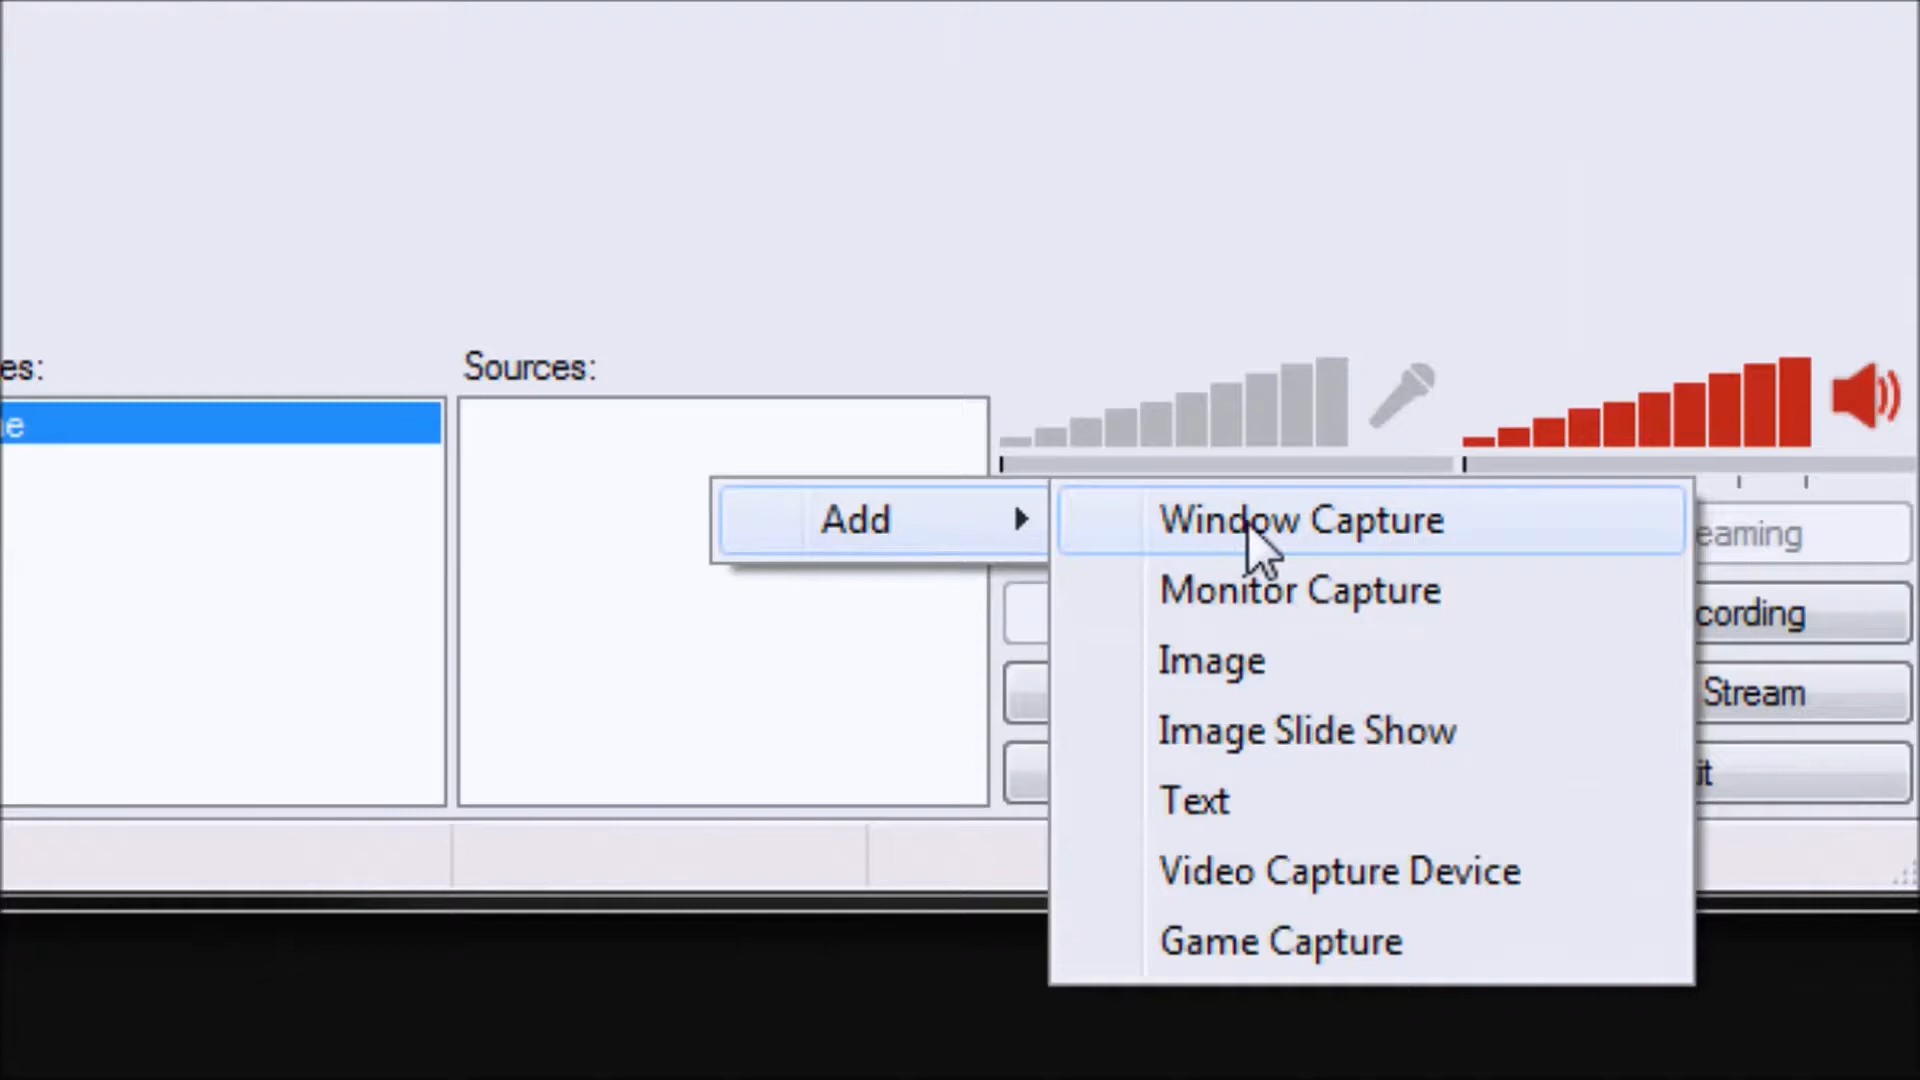 es:
Sources:
e
Add
Window Capture
eaming
Monitor Capture
cording
Image
Stream
Image Slide Show
it
Text
Video Capture Device
Game Capture